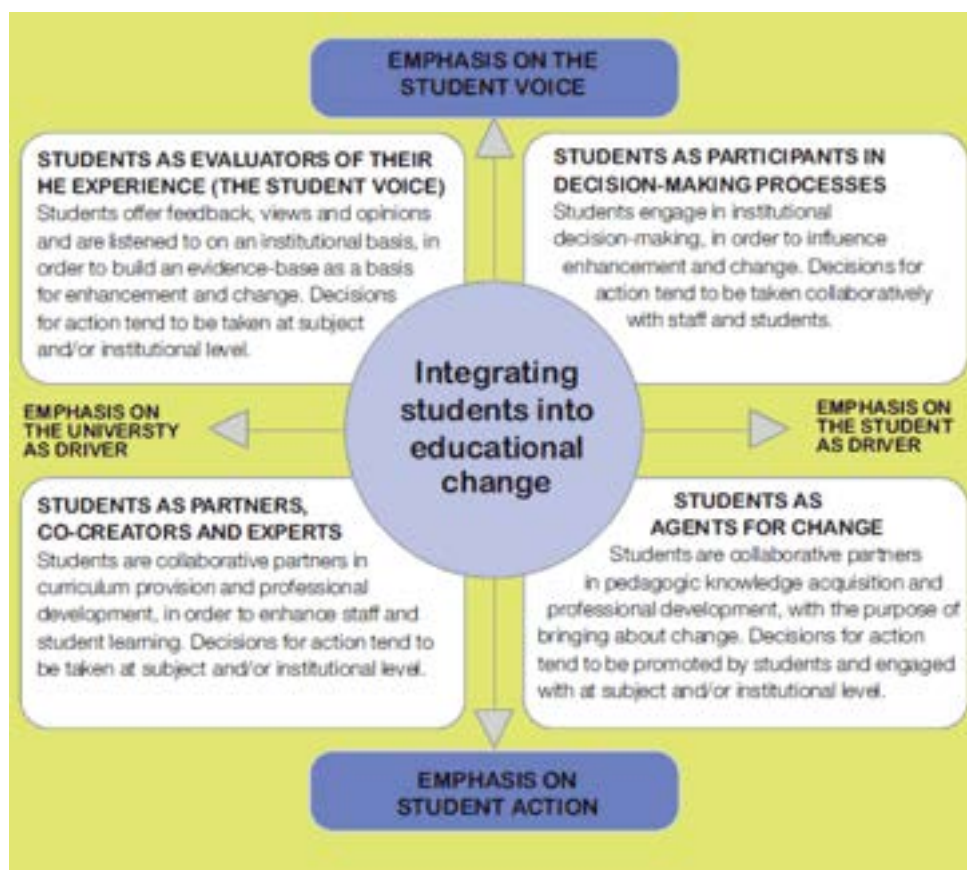 EMPHASIS ON THE
STUDENT VOICE
STUDENTS AS EVALUATORS OF THEIR
HE EXPERIENCE (THE STUDENT VOICE)
Students offer feedback, views and opinions
and are listened to on an institutional basis, in
order to build an evidence-base as a basis
for enhancement and change. Decisions
for action tend to be taken at subject
and/or institutional level.
STUDENTS AS PARTICIPANTS IN
DECISION-MAKING PROCESSES
Students engage in institutional
decision-making, in order to influence
enhancement and change. Decisions for
action tend to be taken collaboratively
with staff and students.
EMPHASIS ON
THE UNIVERSTY
AS DRIVER
Integrating
students into
educational
change
EMPHASIS ON
THE STUDENT
AS DRIVER
STUDENTS AS PARTNERS,
CO-CREATORS AND EXPERTS
Students are collaborative partners in
curriculum provision and professional
development, in order to enhance staff and
student learning. Decisions for action tend to
be taken at subject and/or institutional level.
STUDENTS AS
AGENTS FOR CHANGE
Students are collaborative partners
in pedagogic knowledge acquisition and
professional development, with the purpose of
bringing about change. Decisions for action
tend to be promoted by students and engaged
with at subject and/or institutional level.
EMPHASIS ON
STUDENT ACTION